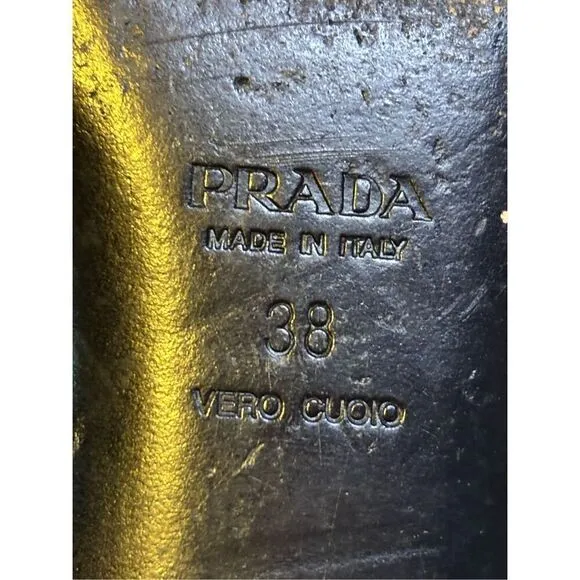 PRADA
MADE IN ITALY
38
VERO CUOIO